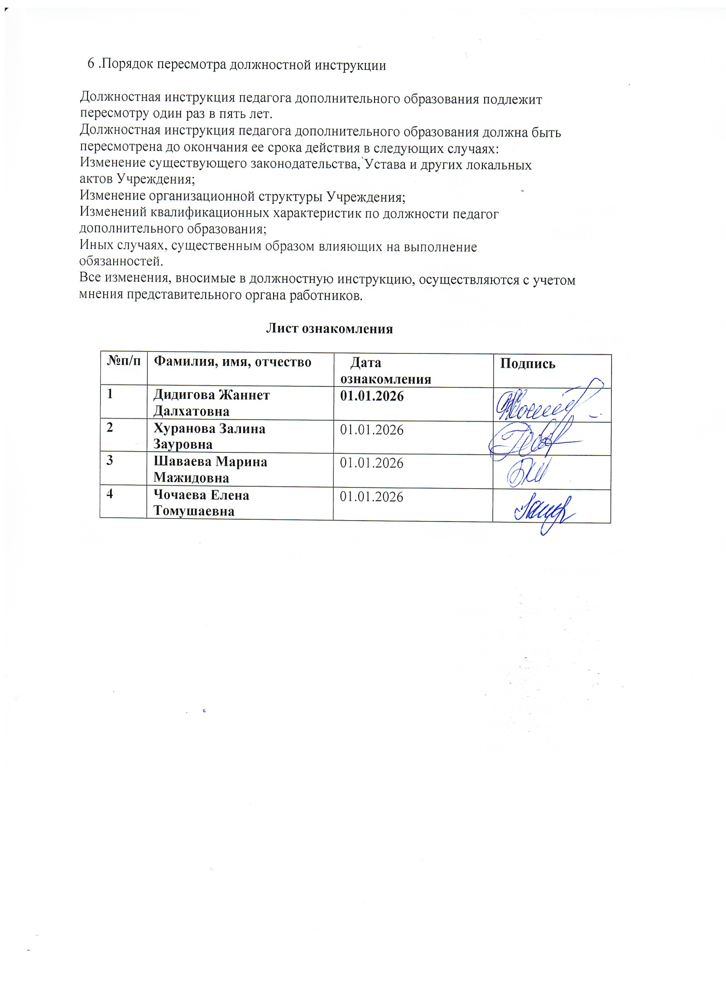 6 .Порядок пересмотра должностной инструкции
Должностная инструкция педагога дополнительного образования подлежит
пересмотру один раз в пять лет.
Должностная инструкция педагога дополнительного образования должна быть
пересмотрена до окончания ее срока действия в следующих случаях:
Изменение существующего законодательства, Устава и других локальных
актов Учреждения;
Изменение организационной структуры Учреждения;
Изменений квалификационных характеристик по должности педагог
дополнительного образования;
Иных случаях, существенным образом влияющих на выполнение
обязанностей.
Все изменения, вносимые в должностную инструкцию, осуществляются с учетом
мнения представительного органа работников.
Лист ознакомления
№п/п Фамилия, имя, отчество Дата ознакомления Подпись
1 Дидигова Жаннет Далхатовна 01.01.2026
2 Хуранова Залина Зауровна 01.01.2026
3 Шаваева Марина Мажидовна 01.01.2026
4 Чочаева Елена Томушаевна 01.01.2026